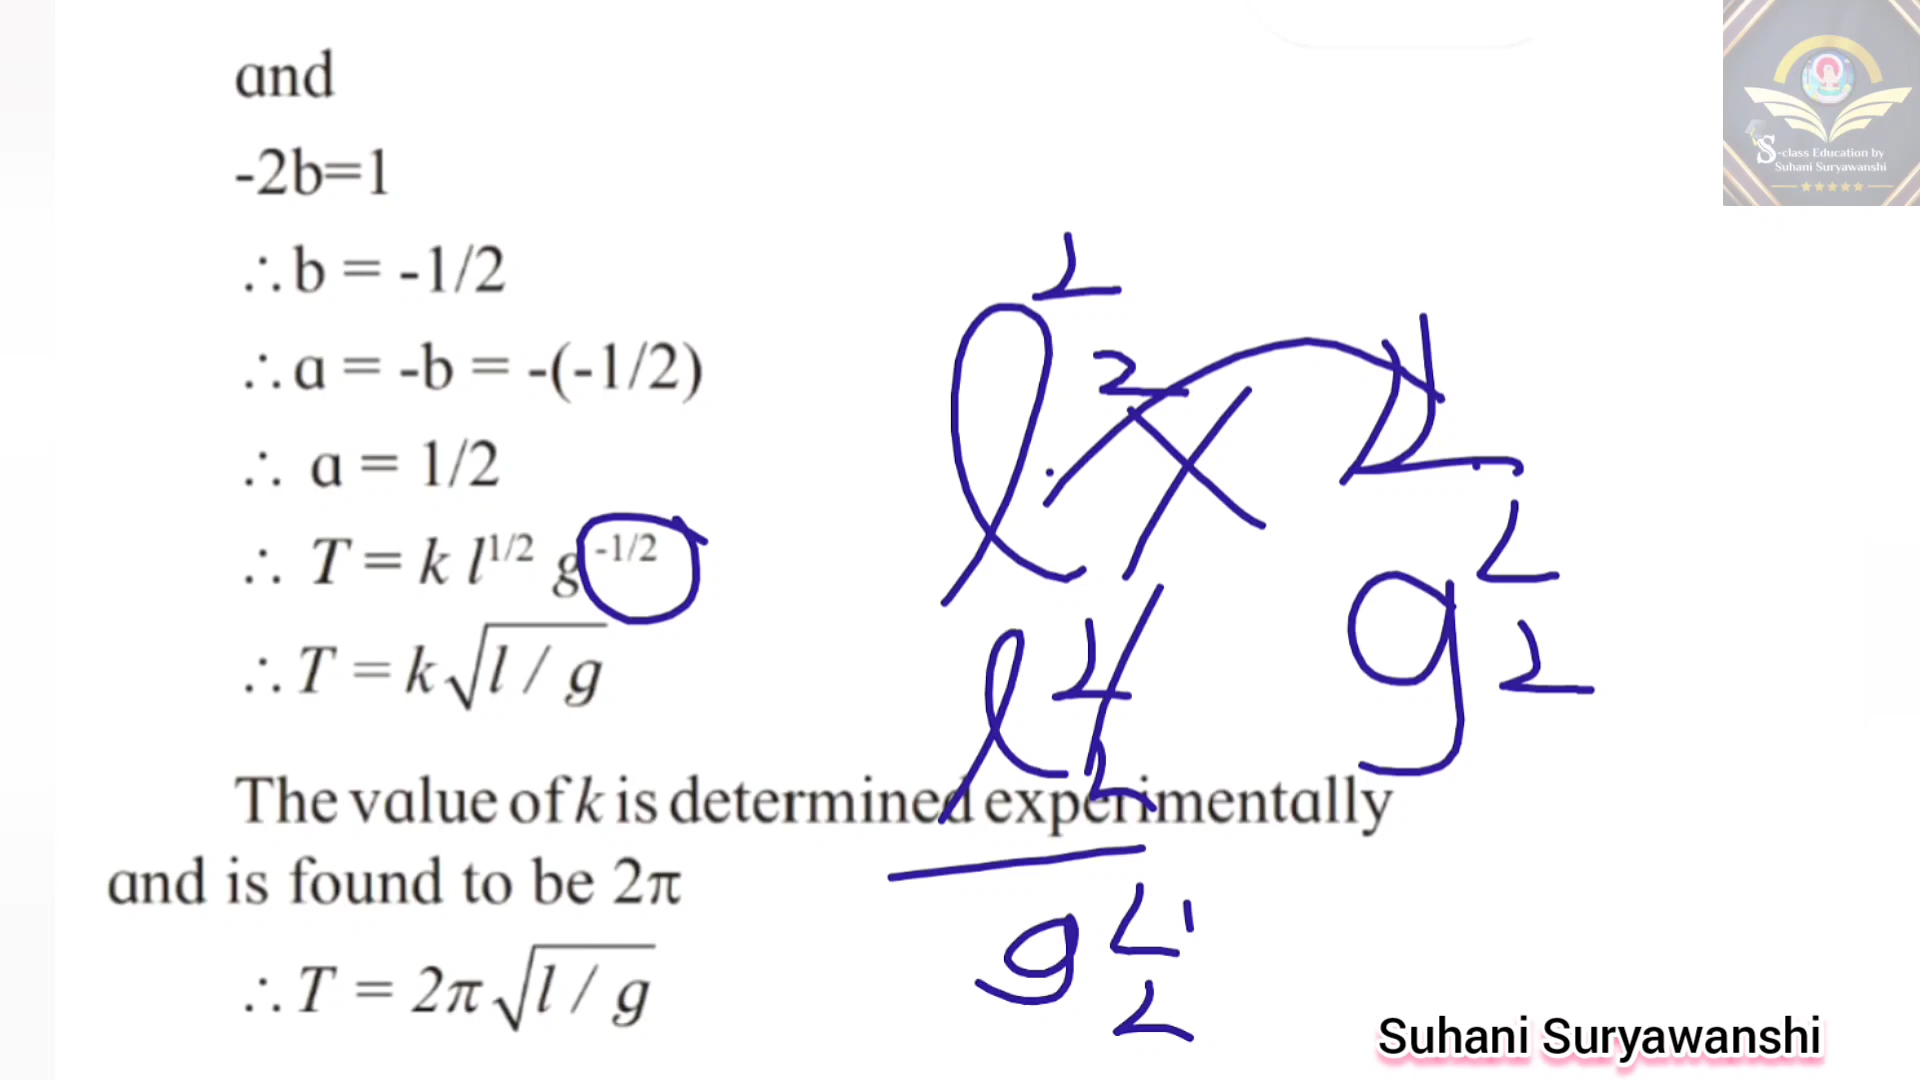 and
-2b=1
∴ b = -1/2
∴ a = -b = -(-1/2)
∴ a = 1/2
∴ T = k l^1/2 g^-1/2
∴ T = k√l / g
The value of k is determined experimentally
and is found to be 2π
∴ T = 2π√l / g
S-class Education by
Suhani Suryawanshi
Suhani Suryawanshi